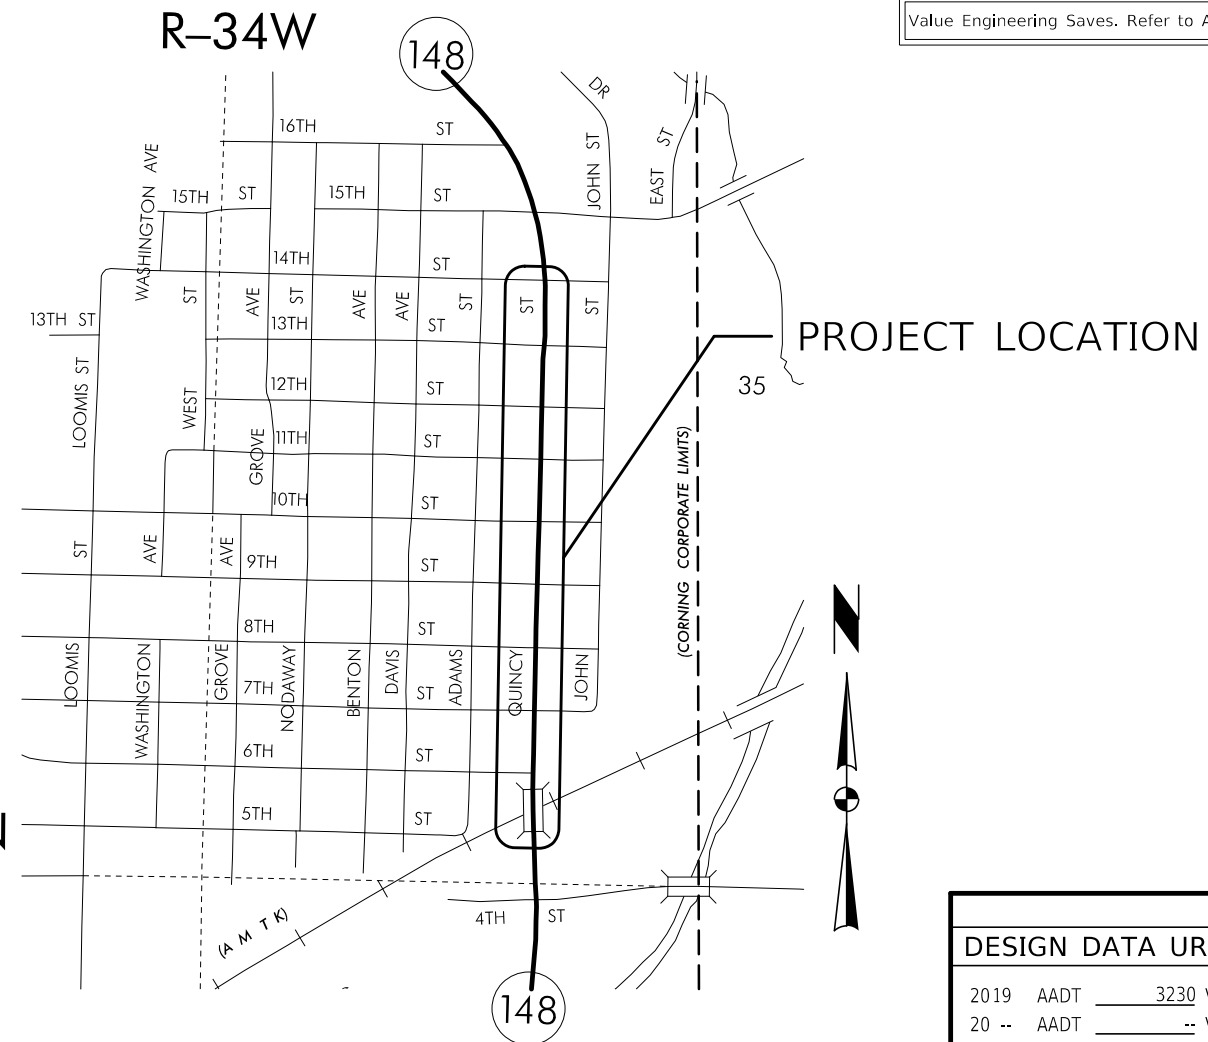 Value Engineering Saves. Refer to A
R–34W
148
DR
16TH ST
JOHN ST
EAST ST
WASHINGTON AVE
15TH ST
15TH ST
14TH ST
ST
AVE
ST
AVE
AVE
ST
ST
ST
13TH ST
13TH ST
PROJECT LOCATION
LOOMIS ST
WEST
12TH ST
35
GROVE
11TH ST
(CORNING CORPORATE LIMITS)
10TH ST
ST
AVE
AVE
9TH ST
N
8TH ST
LOOMIS
WASHINGTON
GROVE
NODAWAY
BENTON
DAVIS
ADAMS
QUINCY
JOHN
7TH ST
6TH ST
5TH ST
4TH ST
(A M T K)
148
DESIGN DATA UR
2019 AADT 3230 V
20 -- AADT -- V